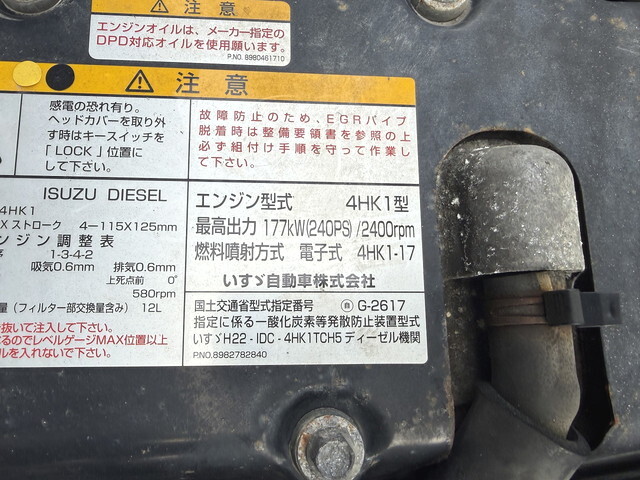 注意
エンジンオイルは、メーカー指定の
DPD対応オイルを使用願います。
P.NO. 8980461710
注意
感電の恐れ有り。
ヘッドカバーを取り外
す時はキースイッチを
「LOCK」位置に
して下さい。
故障防止のため、EGRパイプ
脱着時は整備要領書を参照の上
必ず組付け手順を守って作業し
て下さい。
ISUZU DIESEL
4HK1
Xストローク 4-115X125mm
ンジン調整表
1-3-4-2
吸気0.6mm 排気0.6mm
上死点前 0°
580rpm
量(フィルター部交換量含み) 12L
抜いて注入して下さい。
るのでレベルゲージMAX位置以上
ルを入れないで下さい。
エンジン型式 4HK1型
最高出力 177kW(240PS)/2400rpm
燃料噴射方式 電子式 4HK1-17
いすゞ自動車株式会社
国土交通省型式指定番号 G-2617
指定に係る一酸化炭素等発散防止装置型式
いすゞH22-IDC-4HK1TCH5 ディーゼル機関
P.NO. 8982782840